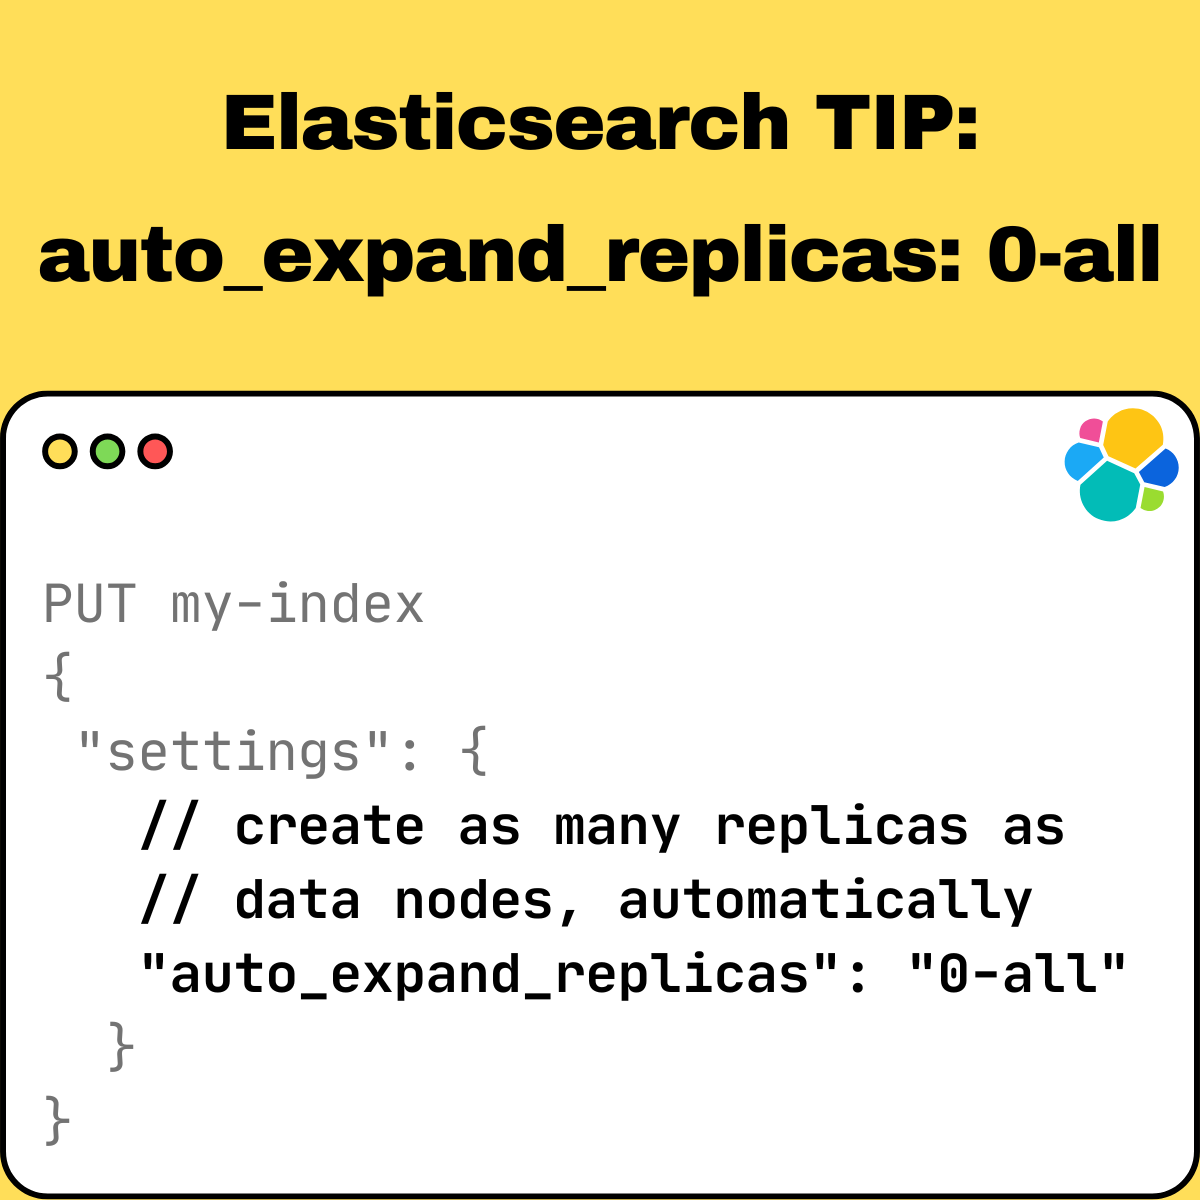 Elasticsearch TIP:
auto_expand_replicas: 0-all
PUT my-index
{
 "settings": {
   // create as many replicas as
   // data nodes, automatically
   "auto_expand_replicas": "0-all"
  }
}